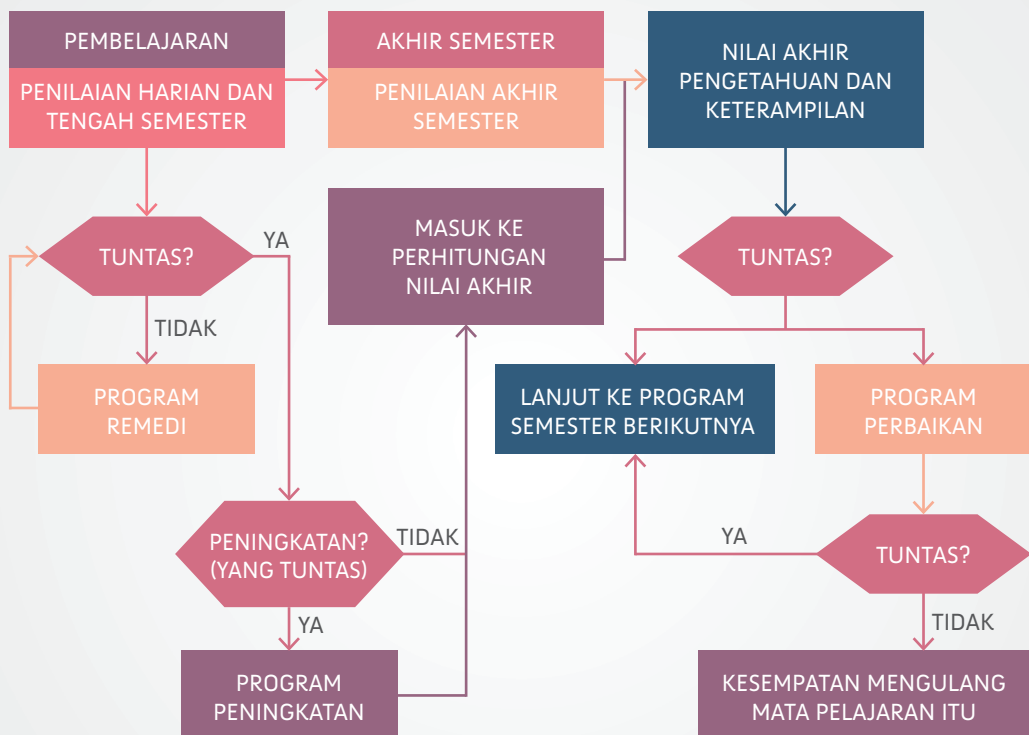 PEMBELAJARAN
PENILAIAN HARIAN DAN
TENGAH SEMESTER
AKHIR SEMESTER
PENILAIAN AKHIR
SEMESTER
NILAI AKHIR
PENGETAHUAN DAN
KETERAMPILAN
TUNTAS?
YA
TIDAK
PROGRAM
REMEDI
MASUK KE
PERHITUNGAN
NILAI AKHIR
TUNTAS?
LANJUT KE PROGRAM
SEMESTER BERIKUTNYA
PROGRAM
PERBAIKAN
PENINGKATAN?
(YANG TUNTAS)
TIDAK
YA
PROGRAM
PENINGKATAN
YA
TUNTAS?
TIDAK
KESEMPATAN MENGULANG
MATA PELAJARAN ITU